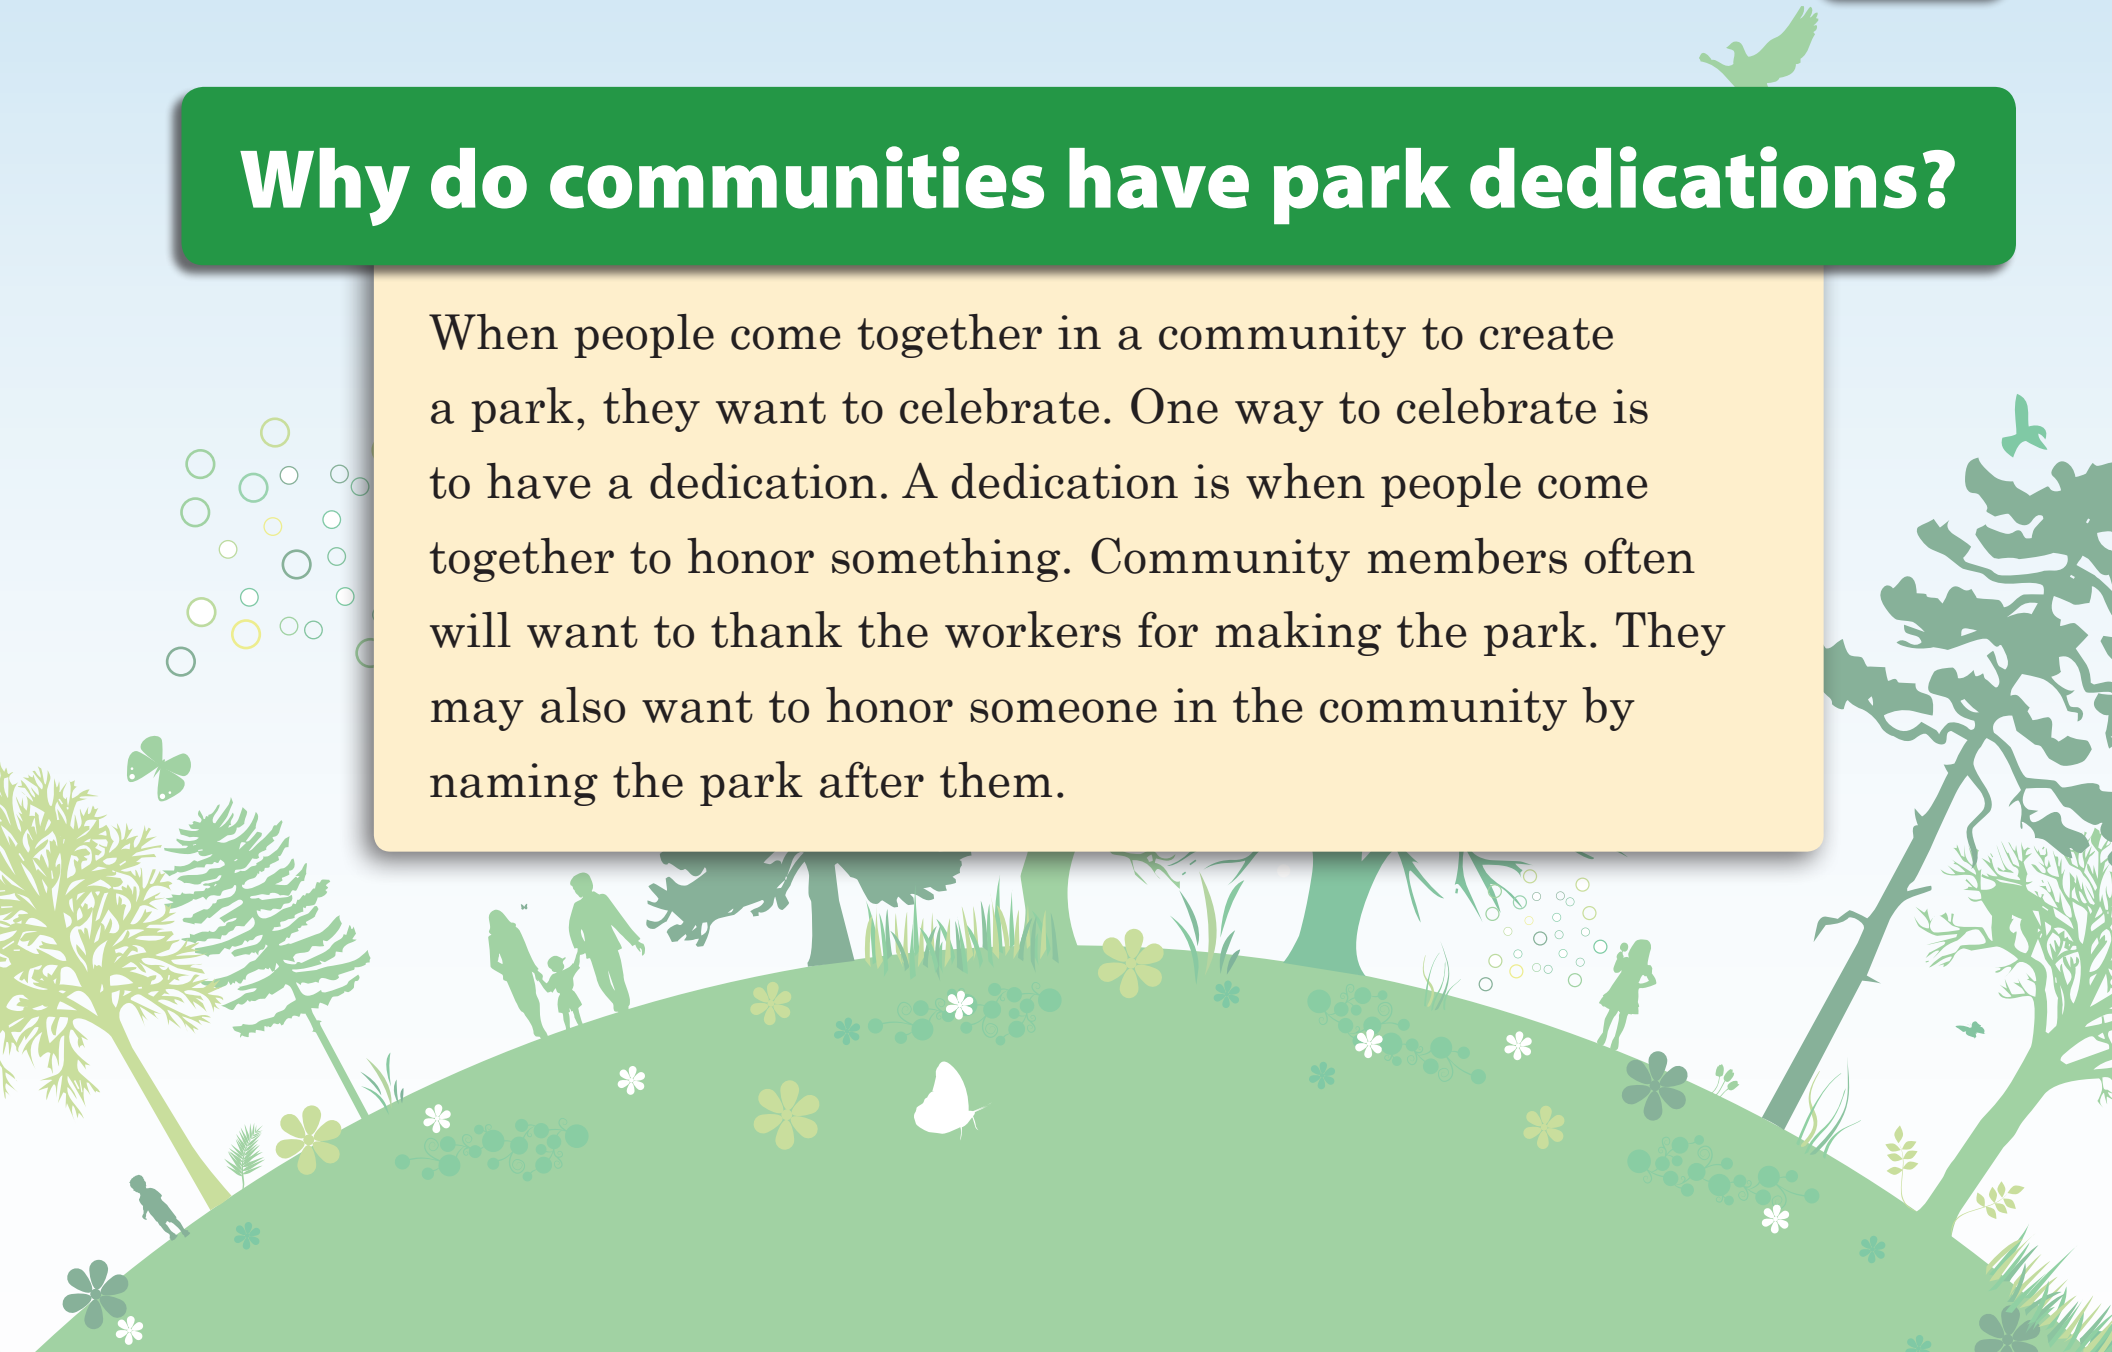 Why do communities have park dedications?
When people come together in a community to create
a park, they want to celebrate. One way to celebrate is
to have a dedication. A dedication is when people come
together to honor something. Community members often
will want to thank the workers for making the park. They
may also want to honor someone in the community by
naming the park after them.